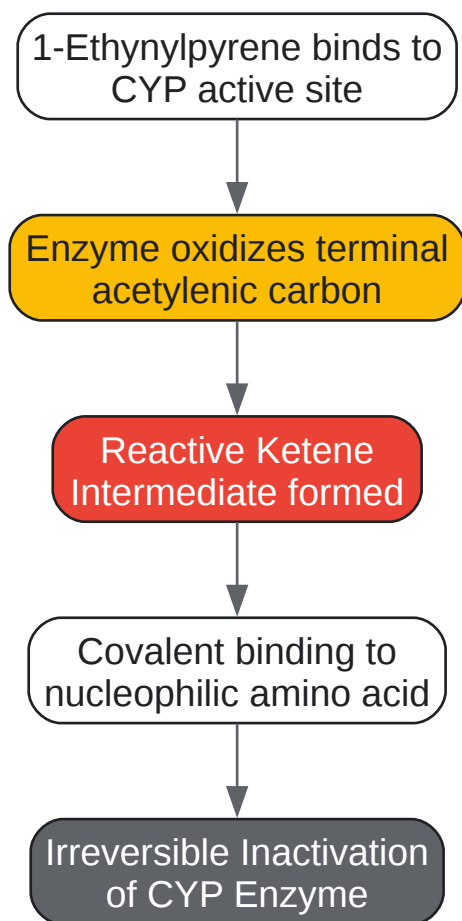 1-Ethynylpyrene binds to
CYP active site
Enzyme oxidizes terminal
acetylenic carbon
Reactive Ketene
Intermediate formed
Covalent binding to
nucleophilic amino acid
Irreversible Inactivation
of CYP Enzyme